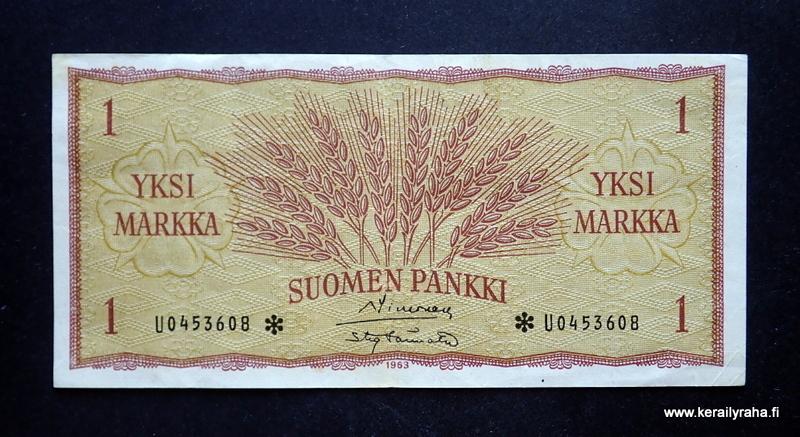 1 1
YKSI MARKKA
YKSI MARKKA
SUOMEN PANKKI
1 U0453608 * * U0453608 1
1963
www.kerailyraha.fi